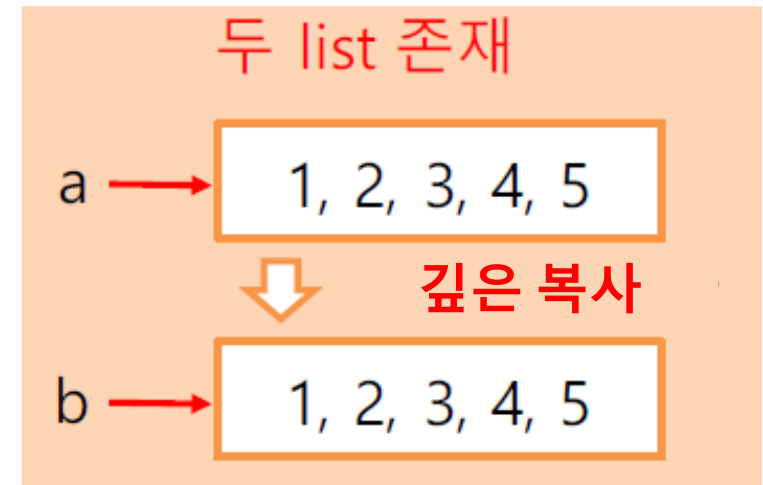 두 list 존재
a 1, 2, 3, 4, 5
깊은 복사
b 1, 2, 3, 4, 5